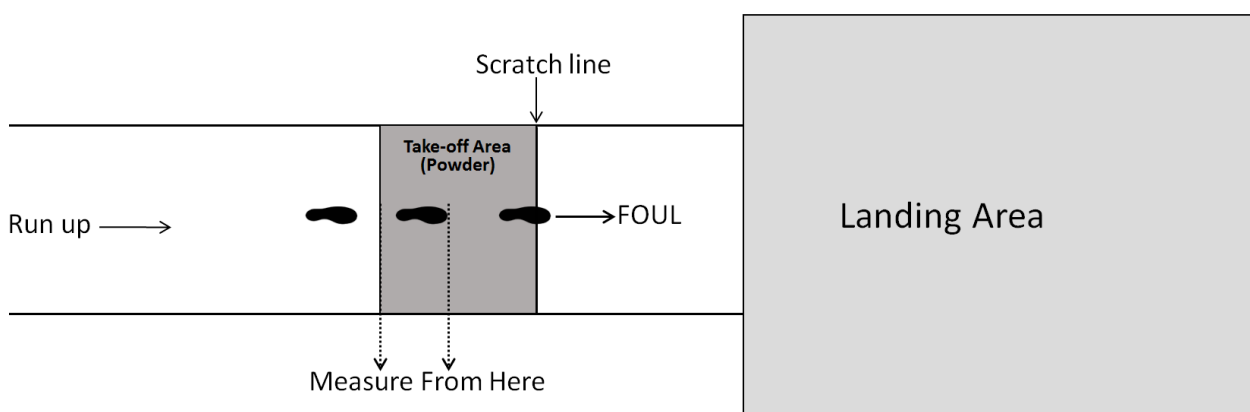 Scratch line
Take-off Area
(Powder)
Run up
FOUL
Landing Area
Measure From Here